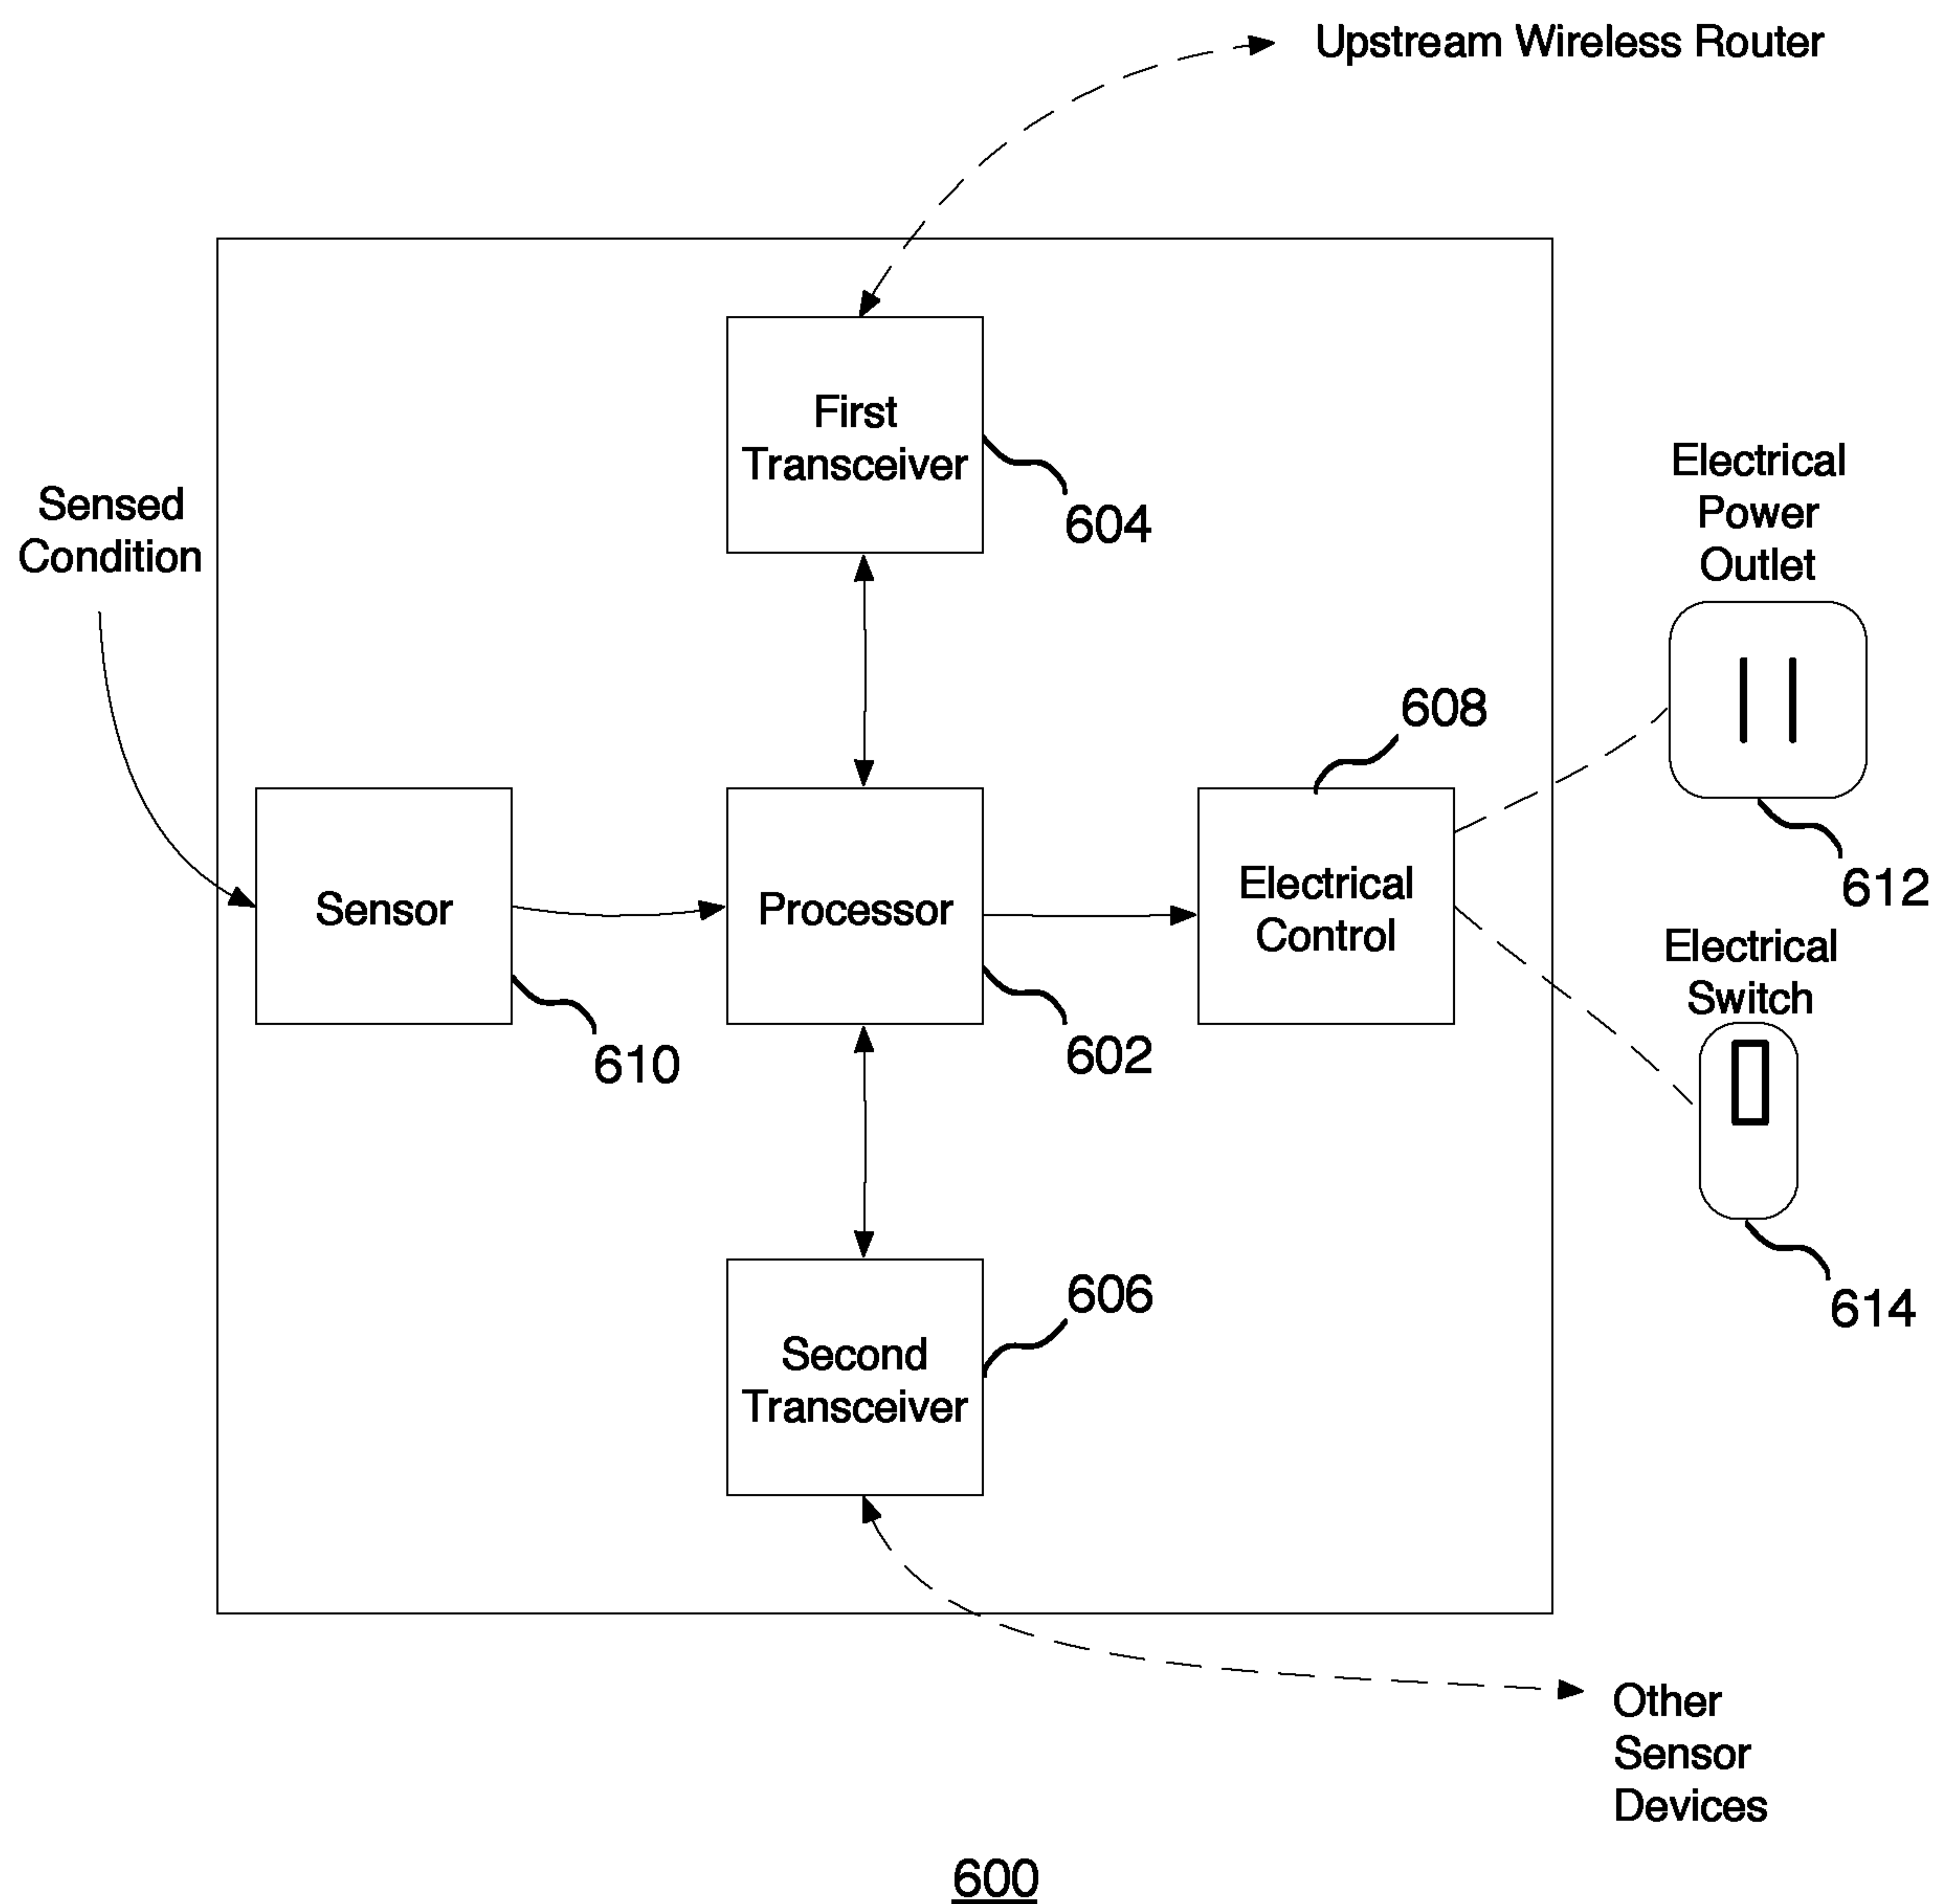 Upstream Wireless Router
First
Transceiver
604
Sensed
Condition
Electrical
Power
Outlet
608
612
Sensor
Processor
Electrical
Control
Electrical
Switch
610
602
606
614
Second
Transceiver
Other
Sensor
Devices
600